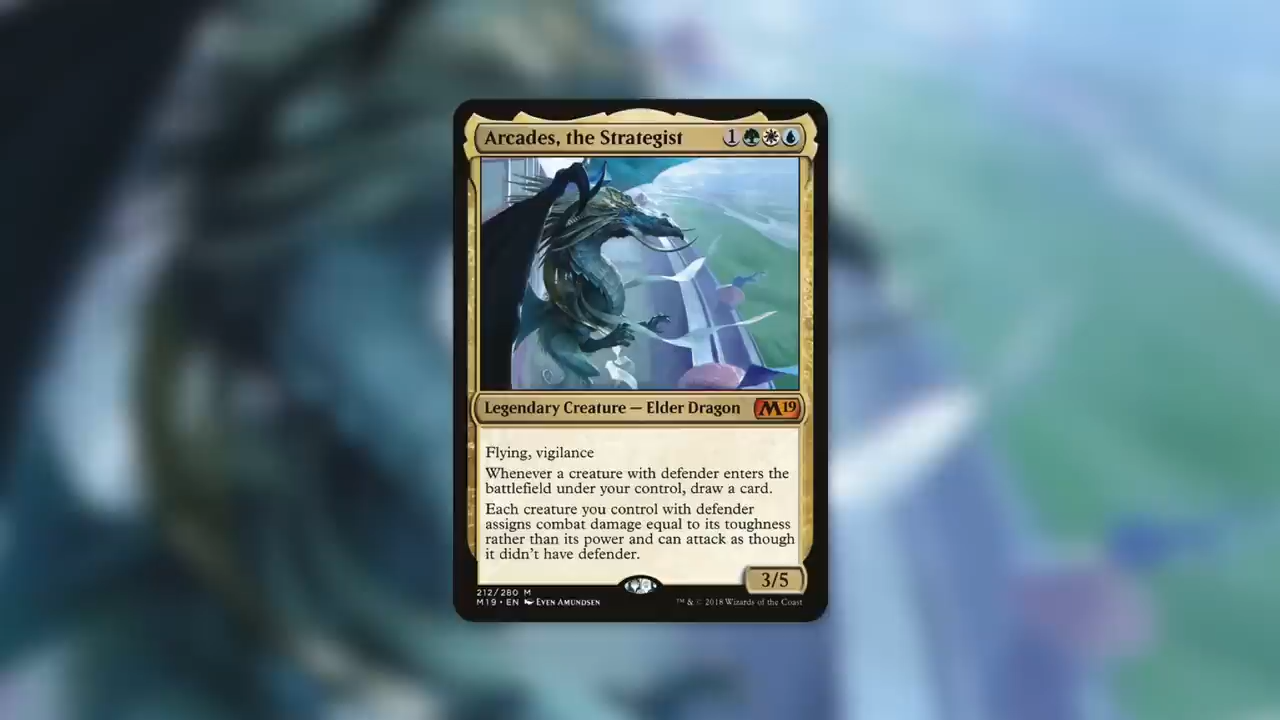 Arcades, the Strategist 1
Legendary Creature — Elder Dragon M19
Flying, vigilance
Whenever a creature with defender enters the
battlefield under your control, draw a card.
Each creature you control with defender
assigns combat damage equal to its toughness
rather than its power and can attack as though
it didn't have defender.
3/5
212/280 M
M19 • EN Even Amundsen
™ & © 2018 Wizards of the Coast